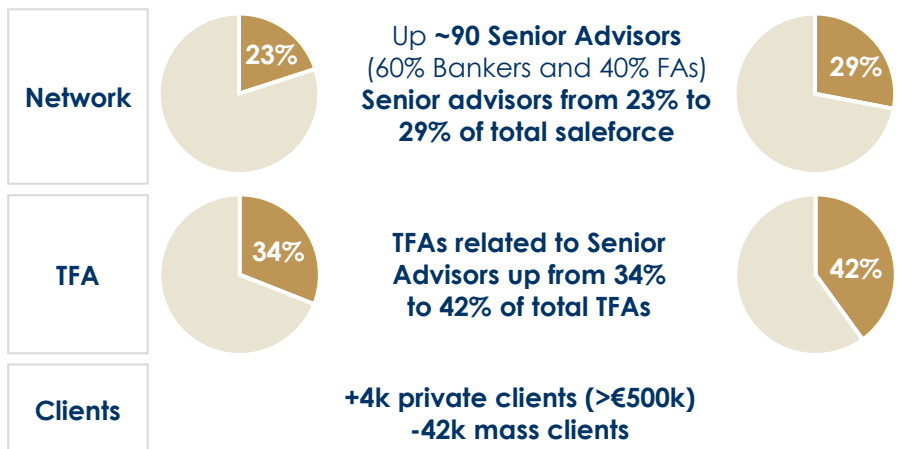 Network
23%
Up ~90 Senior Advisors
(60% Bankers and 40% FAs)
Senior advisors from 23% to
29% of total saleforce
29%
TFA
34%
TFAs related to Senior
Advisors up from 34%
to 42% of total TFAs
42%
Clients
+4k private clients (>€500k)
-42k mass clients